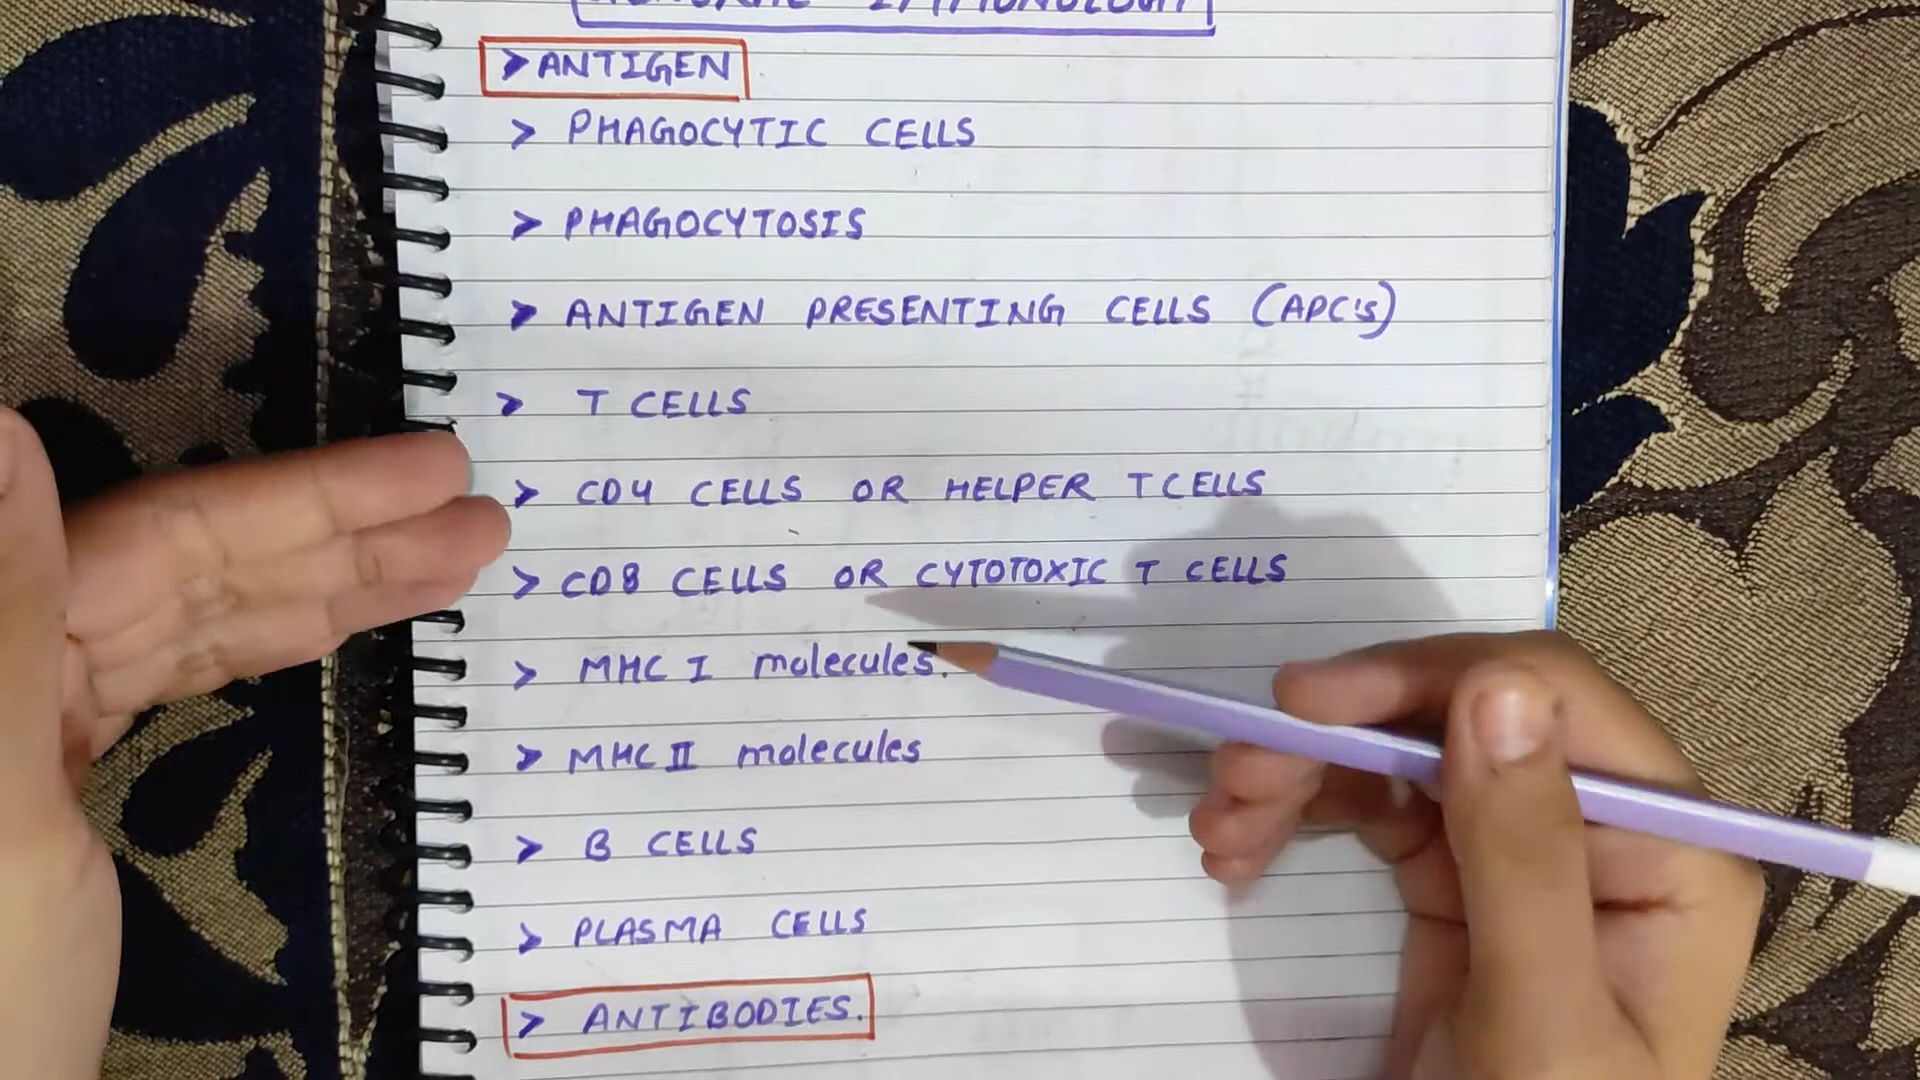 IMMUNOLOGY
>ANTIGEN
> PHAGOCYTIC CELLS
> PHAGOCYTOSIS
> ANTIGEN PRESENTING CELLS (APC's)
> T CELLS
> CD4 CELLS OR HELPER T CELLS
> CD8 CELLS OR CYTOTOXIC T CELLS
> MHC I molecules.
> MHC II molecules
> B CELLS
> PLASMA CELLS
> ANTIBODIES.